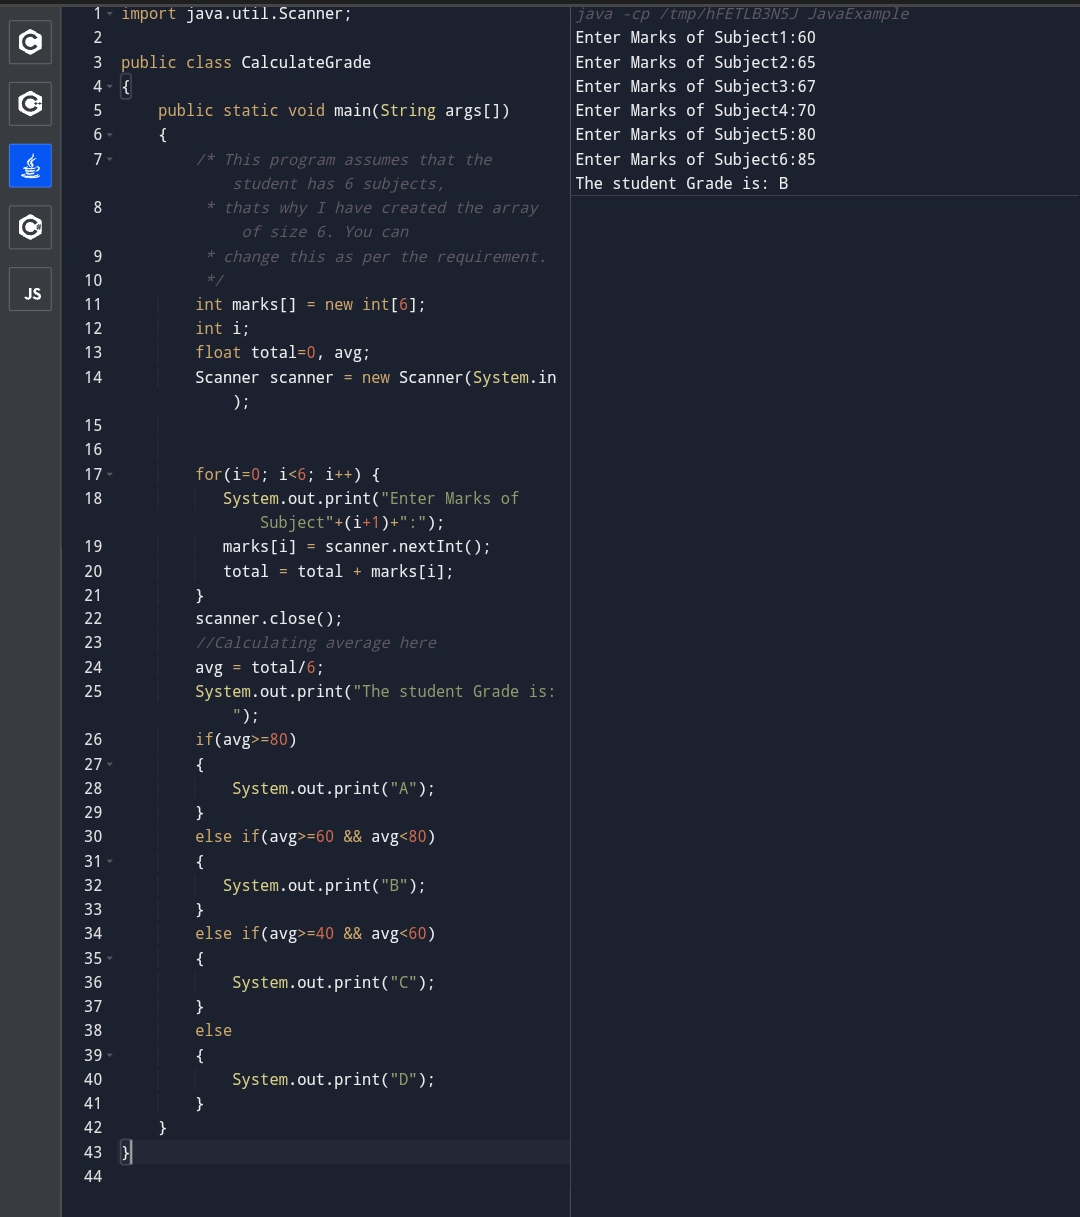 1 import java.util.Scanner;
2
3 public class CalculateGrade
4 {
5 public static void main(String args[])
6 {
7 /* This program assumes that the
student has 6 subjects,
8 * thats why I have created the array
of size 6. You can
9 * change this as per the requirement.
10 */
11 int marks[] = new int[6];
12 int i;
13 float total=0, avg;
14 Scanner scanner = new Scanner(System.in
);
15
16
17 for(i=0; i<6; i++) {
18 System.out.print("Enter Marks of
Subject"+(i+1)+":");
19 marks[i] = scanner.nextInt();
20 total = total + marks[i];
21 }
22 scanner.close();
23 //Calculating average here
24 avg = total/6;
25 System.out.print("The student Grade is:
");
26 if(avg>=80)
27 {
28 System.out.print("A");
29 }
30 else if(avg>=60 && avg<80)
31 {
32 System.out.print("B");
33 }
34 else if(avg>=40 && avg<60)
35 {
36 System.out.print("C");
37 }
38 else
39 {
40 System.out.print("D");
41 }
42 }
43 }
44
java -cp /tmp/hFETLB3N5J JavaExample
Enter Marks of Subject1:60
Enter Marks of Subject2:65
Enter Marks of Subject3:67
Enter Marks of Subject4:70
Enter Marks of Subject5:80
Enter Marks of Subject6:85
The student Grade is: B
C
C++
C#
JS